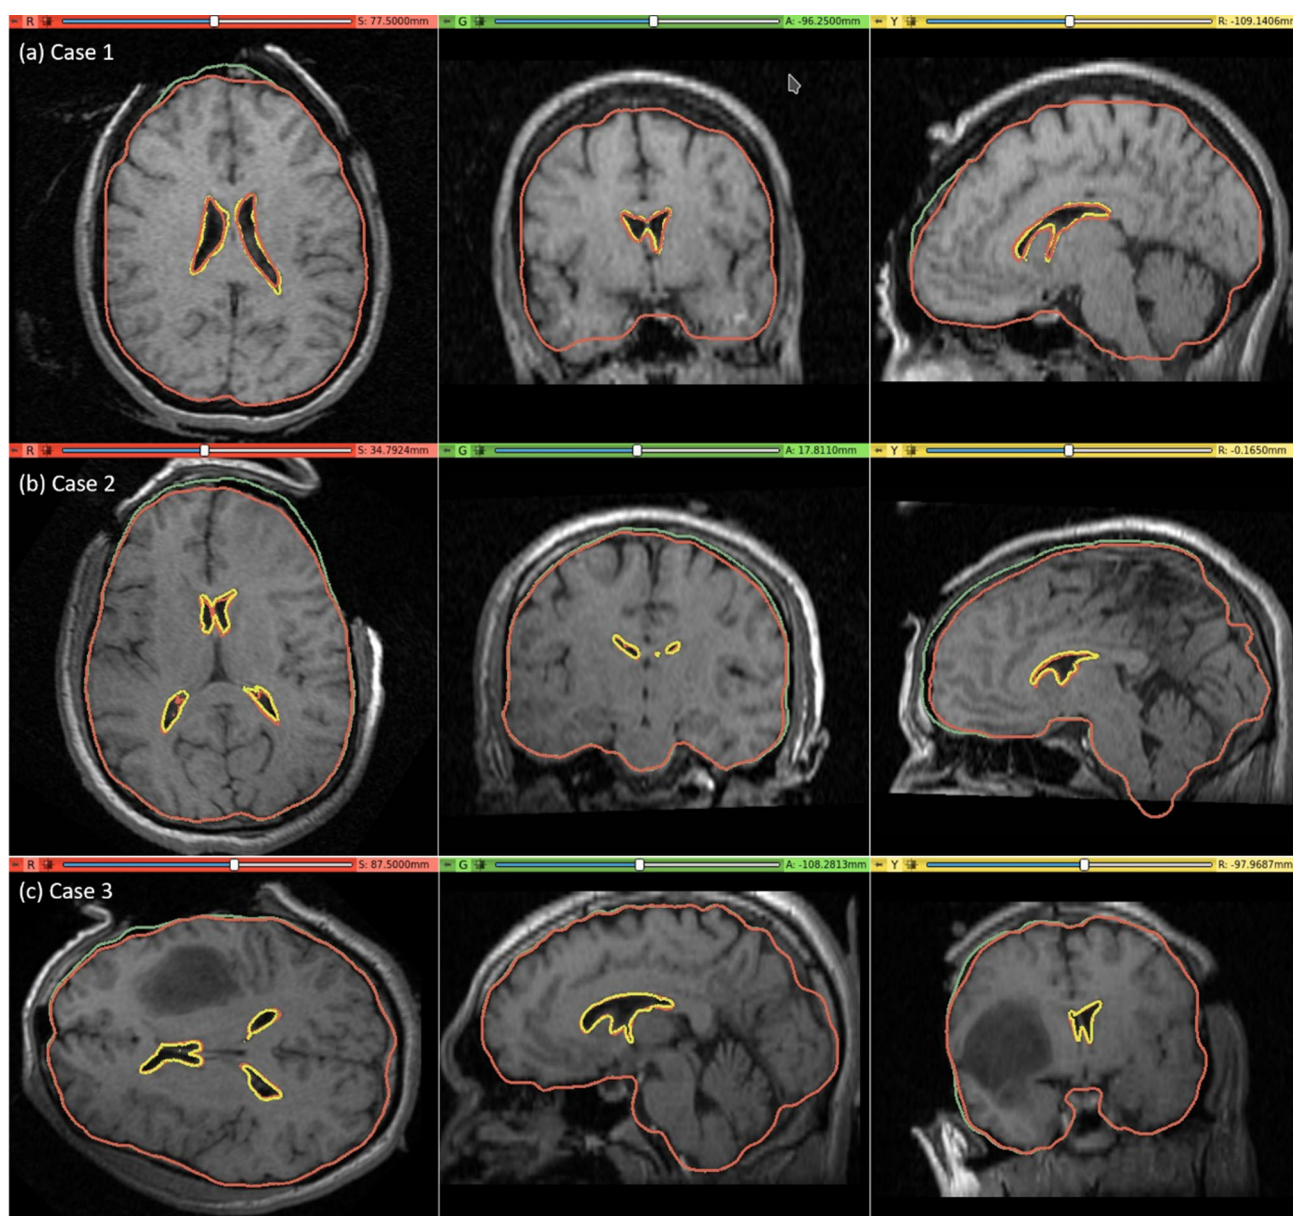 R S: 77.5000mm G A: -96.2500mm Y R: -109.1406mm
(a) Case 1
R S: 34.7924mm G A: 17.8110mm Y R: -0.1650mm
(b) Case 2
R S: 87.5000mm G A: -108.2813mm Y R: -97.9687mm
(c) Case 3